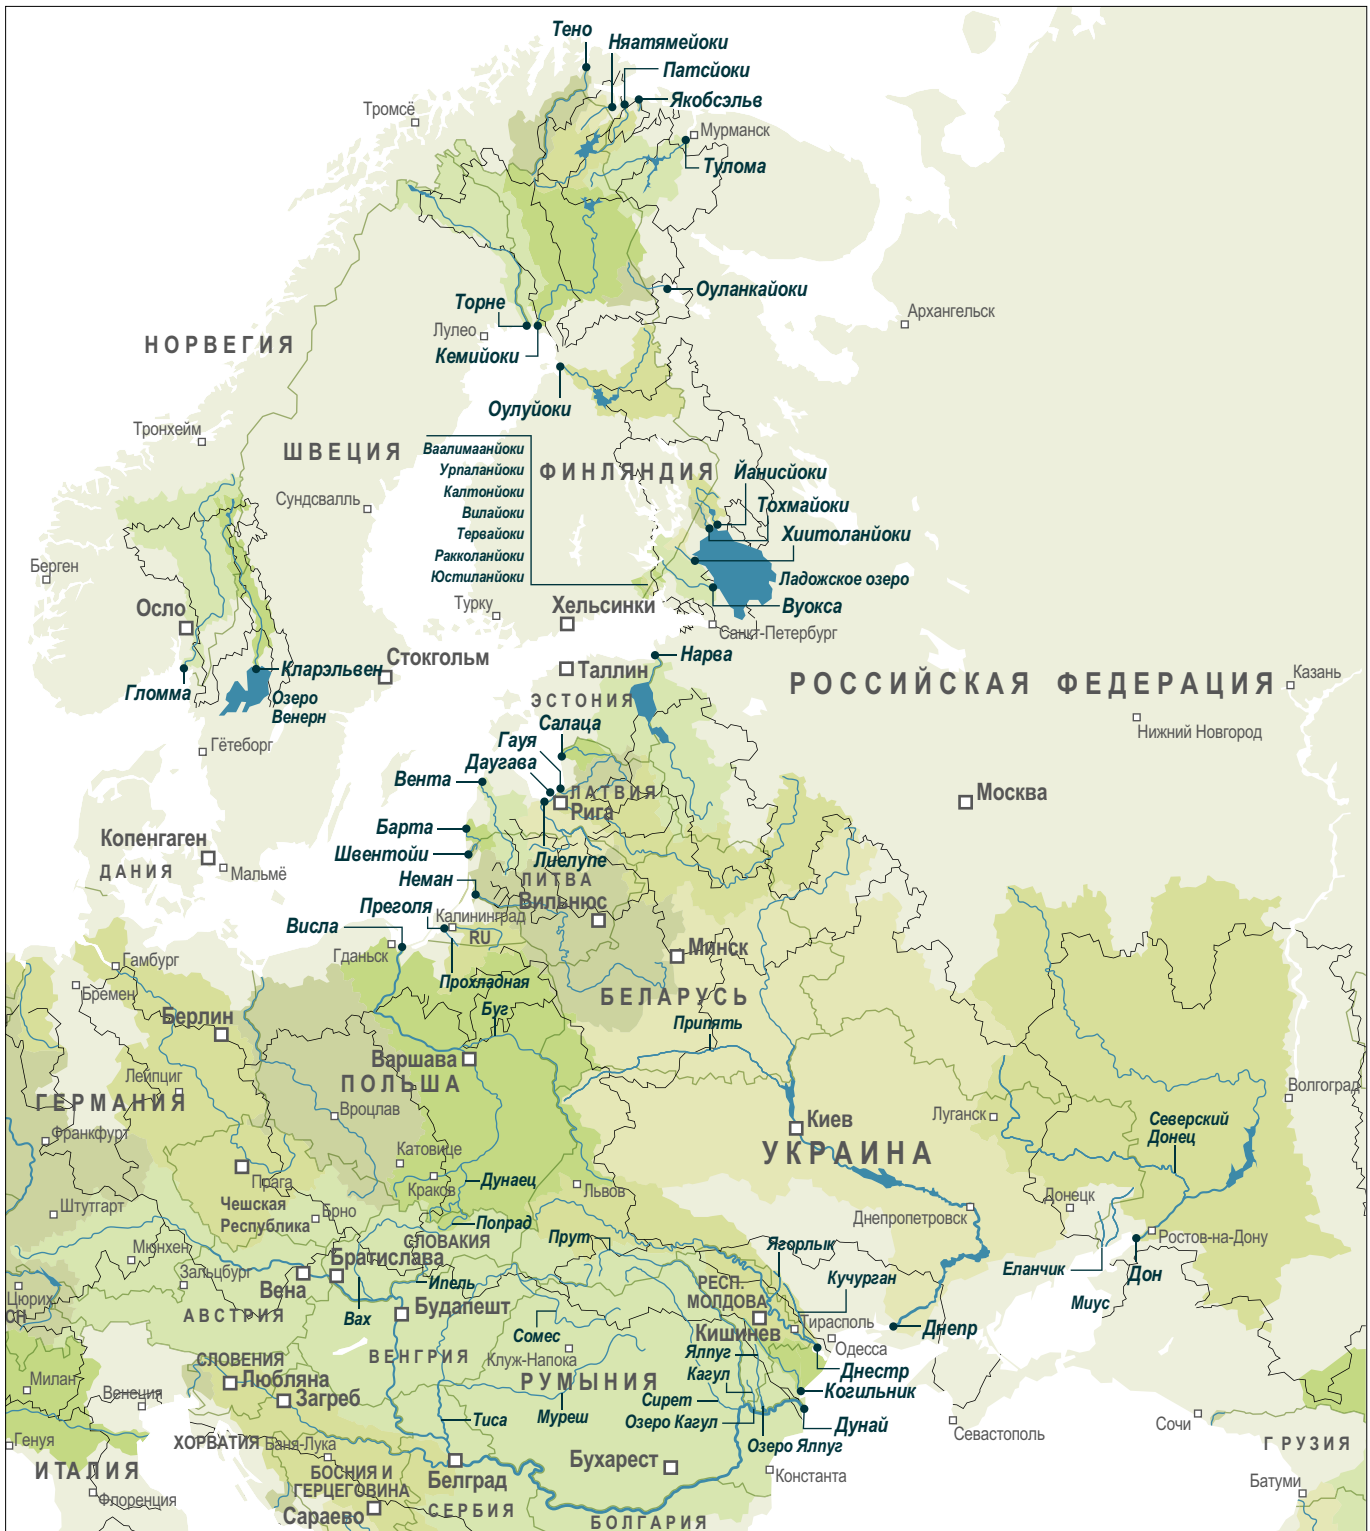 Тено
Няатямейоки
Патсйоки
Якобсэльв
Тромсё
Мурманск
Тулома
Оуланкайоки
Торне
Лулео
Архангельск
НОРВЕГИЯ
Кемийоки
Оулуйоки
Тронхейм
ШВЕЦИЯ
Ваалимаанйоки
Урпаланйоки
Калтонйоки
Вилайоки
Тервайоки
Ракколанйоки
Юстиланйоки
ФИНЛЯНДИЯ
Йанисйоки
Тохмайоки
Хиитоланйоки
Сундсвалль
Ладожское озеро
Берген
Осло
Турку
Хельсинки
Вуокса
Санкт-Петербург
Стокгольм
Кларэльвен
Гломма
Озеро
Венерн
Таллин
Нарва
ЭСТОНИЯ
РОССИЙСКАЯ ФЕДЕРАЦИЯ
Казань
Нижний Новгород
Гётеборг
Салаца
Гауя
Даугава
Вента
ЛАТВИЯ
Рига
Москва
Копенгаген
ДАНИЯ
Мальмё
Барта
Швентойи
Лиелупе
Неман
ЛИТВА
Вильнюс
Преголя
Калининград
RU
Висла
Гданьск
Минск
Гамбург
Бремен
Прохладная
БЕЛАРУСЬ
Буг
Припять
Берлин
Варшава
ПОЛЬША
Лейпциг
ГЕРМАНИЯ
Вроцлав
Франкфурт
Волгоград
Луганск
Северский
Донец
Киев
УКРАИНА
Катовице
Прага
Краков
Дунаец
Львов
Штутгарт
Чешская
Республика
Брно
Попрад
Днепропетровск
Донецк
Ростов-на-Дону
Мюнхен
СЛОВАКИЯ
Прут
Ягорлык
Зальцбург
Вена
Братислава
Ипель
РЕСП.
МОЛДОВА
Кучурган
Еланчик
Дон
Миус
Цюрих
ОН
АВСТРИЯ
Вах
Будапешт
Сомес
Кишинев
Тирасполь
Днепр
Одесса
СЛОВЕНИЯ
ВЕНГРИЯ
Клуж-Напока
Ялпуг
Днестр
Любляна
РУМЫНИЯ
Кагул
Когильник
Милан
Венеция
Загреб
Тиса
Муреш
Сирет
Озеро Кагул
Дунай
Озеро Ялпуг
Севастополь
Сочи
Генуя
ХОРВАТИЯ
Баня-Лука
ИТАЛИЯ
БОСНИЯ И
ГЕРЦЕГОВИНА
Белград
Бухарест
Константа
ГРУЗИЯ
Батуми
Флоренция
Сараево
СЕРБИЯ
БОЛГАРИЯ